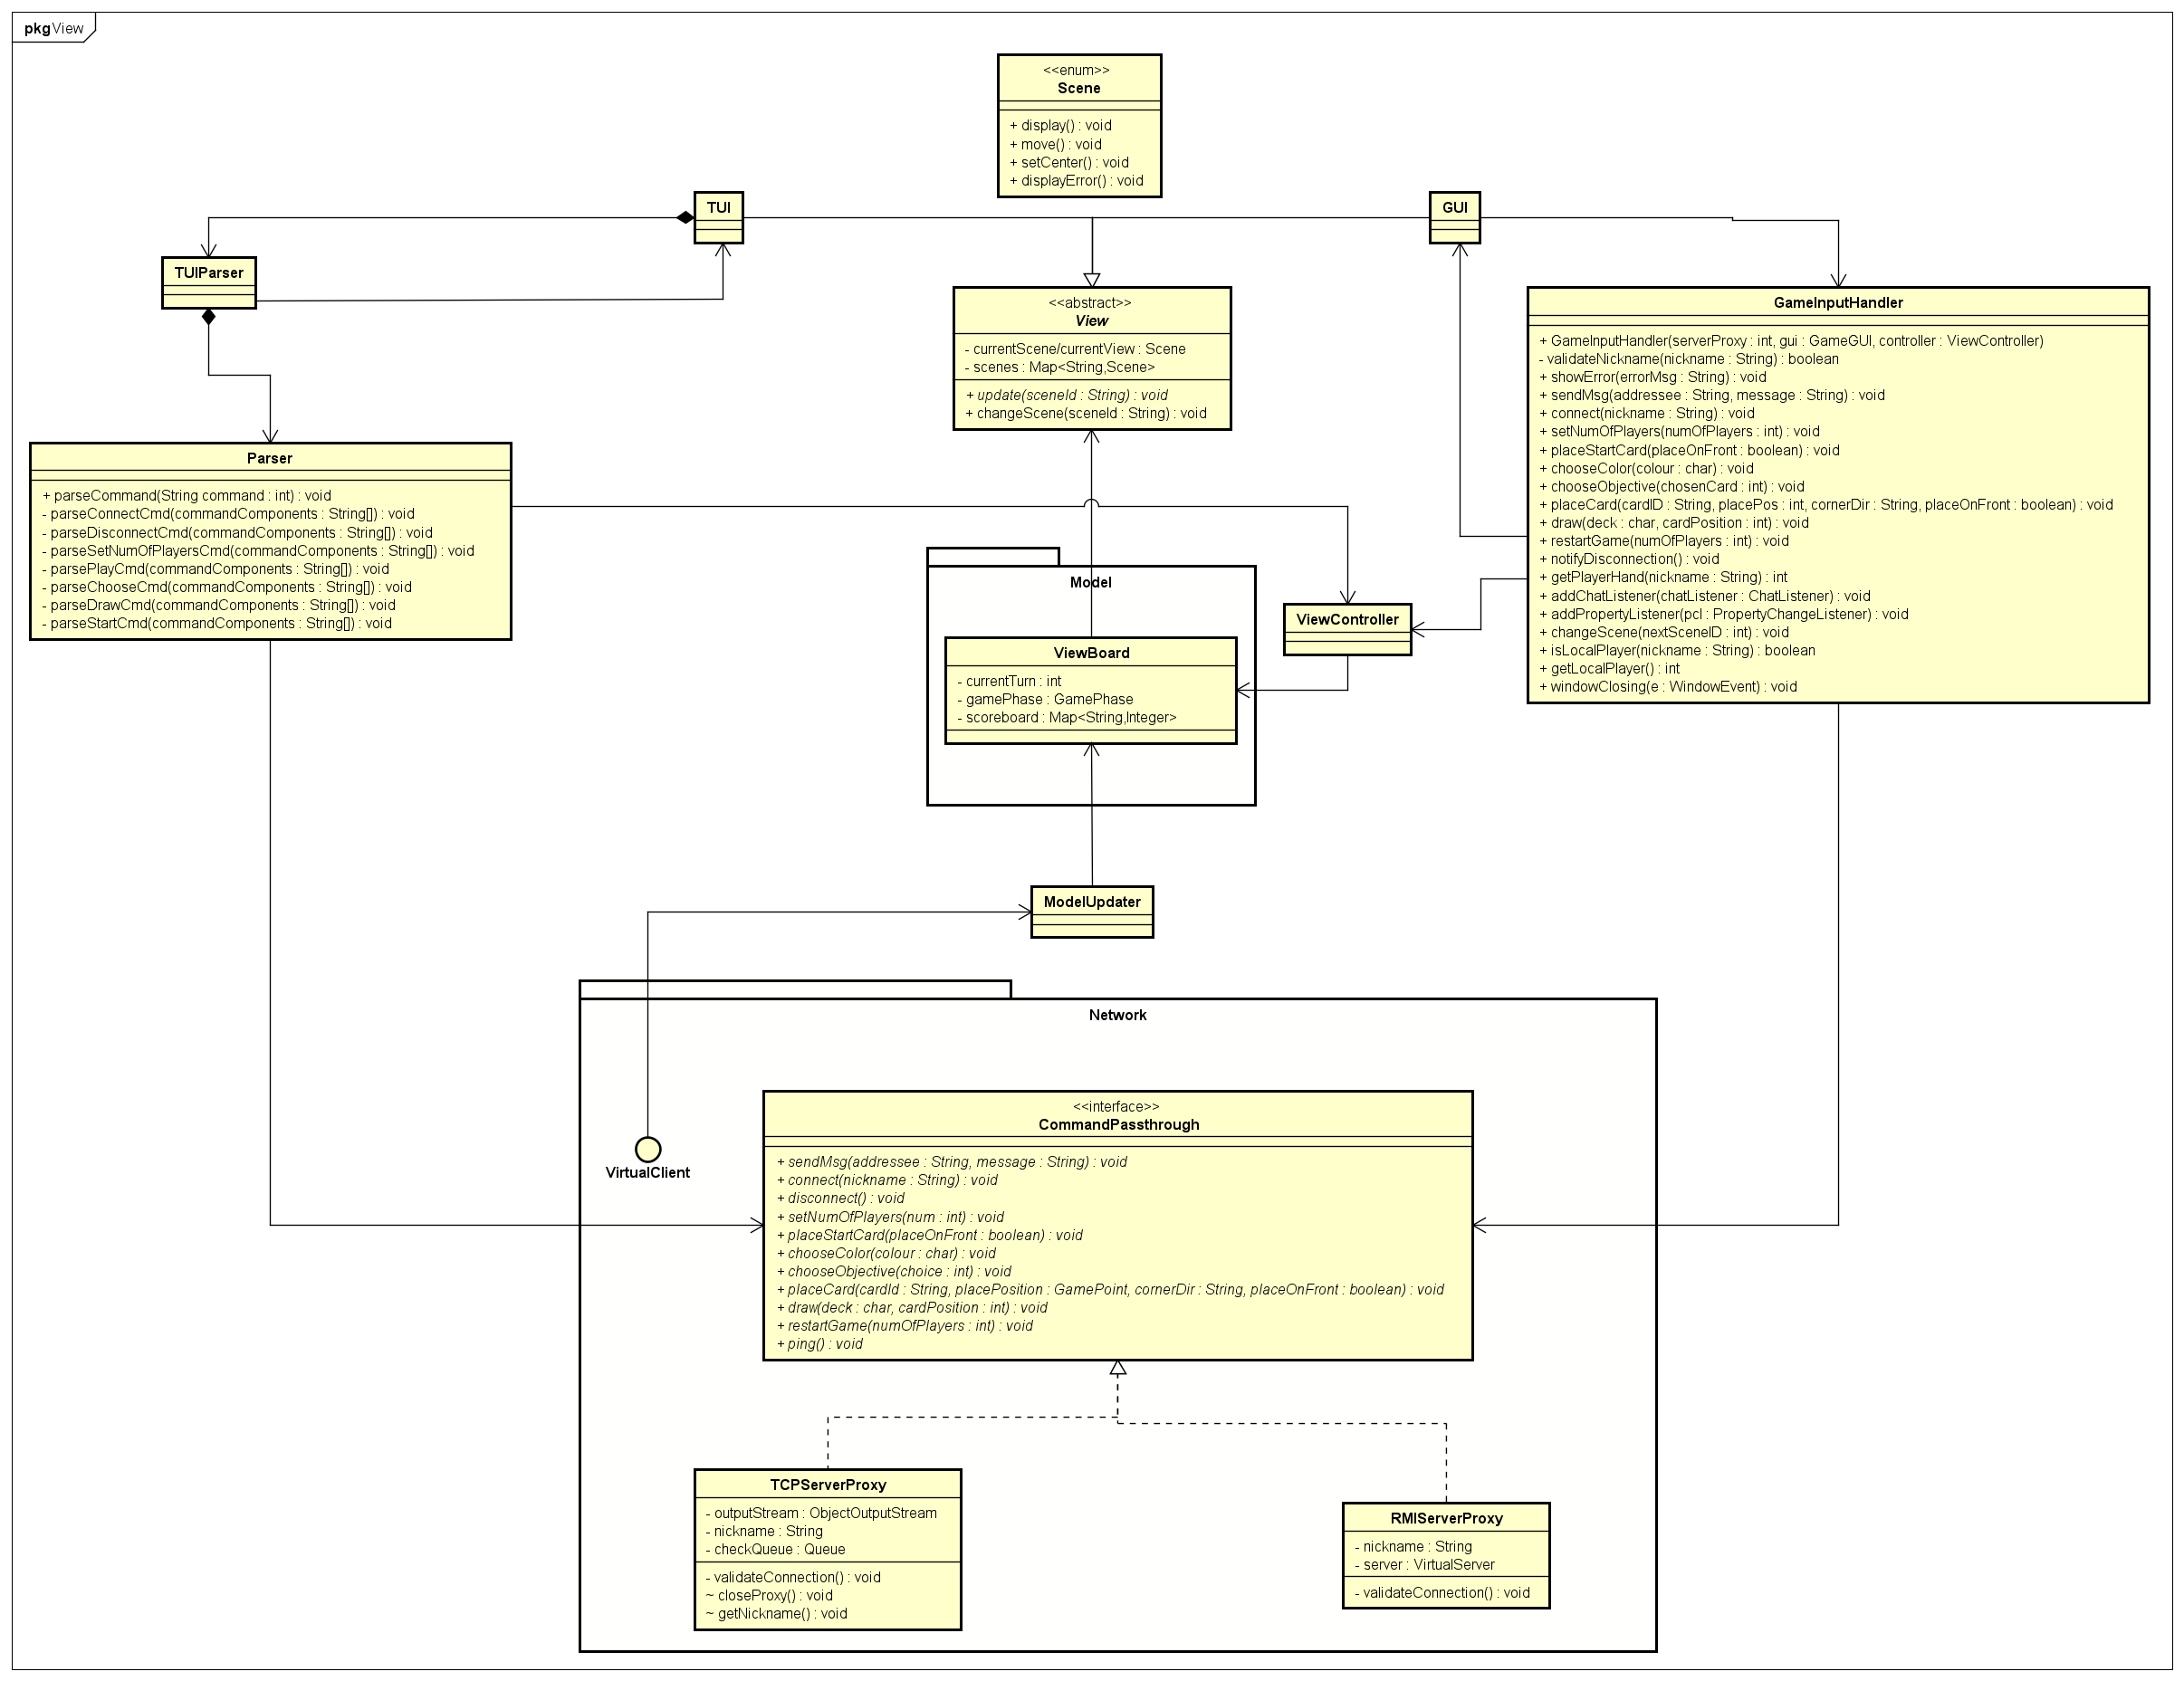 pkgView
<<enum>>
Scene
+ display() : void
+ move() : void
+ setCenter() : void
+ displayError() : void
TUI
GUI
TUIParser
<<abstract>>
View
- currentScene/currentView : Scene
- scenes : Map<String,Scene>
+ update(sceneId : String) : void
+ changeScene(sceneId : String) : void
GameInputHandler
+ GameInputHandler(serverProxy : int, gui : GameGUI, controller : ViewController)
- validateNickname(nickname : String) : boolean
+ showError(errorMsg : String) : void
+ sendMsg(addressee : String, message : String) : void
+ connect(nickname : String) : void
+ setNumOfPlayers(numOfPlayers : int) : void
+ placeStartCard(placeOnFront : boolean) : void
+ chooseColor(colour : char) : void
+ chooseObjective(chosenCard : int) : void
+ placeCard(cardID : String, placePos : int, cornerDir : String, placeOnFront : boolean) : void
+ draw(deck : char, cardPosition : int) : void
+ restartGame(numOfPlayers : int) : void
+ notifyDisconnection() : void
+ getPlayerHand(nickname : String) : int
+ addChatListener(chatListener : ChatListener) : void
+ addPropertyListener(pcl : PropertyChangeListener) : void
+ changeScene(nextSceneID : int) : void
+ isLocalPlayer(nickname : String) : boolean
+ getLocalPlayer() : int
+ windowClosing(e : WindowEvent) : void
Parser
+ parseCommand(String command : int) : void
- parseConnectCmd(commandComponents : String[]) : void
- parseDisconnectCmd(commandComponents : String[]) : void
- parseSetNumOfPlayersCmd(commandComponents : String[]) : void
- parsePlayCmd(commandComponents : String[]) : void
- parseChooseCmd(commandComponents : String[]) : void
- parseDrawCmd(commandComponents : String[]) : void
- parseStartCmd(commandComponents : String[]) : void
Model
ViewController
ViewBoard
- currentTurn : int
- gamePhase : GamePhase
- scoreboard : Map<String,Integer>
ModelUpdater
Network
VirtualClient
<<interface>>
CommandPassthrough
+ sendMsg(addressee : String, message : String) : void
+ connect(nickname : String) : void
+ disconnect() : void
+ setNumOfPlayers(num : int) : void
+ placeStartCard(placeOnFront : boolean) : void
+ chooseColor(colour : char) : void
+ chooseObjective(choice : int) : void
+ placeCard(cardId : String, placePosition : GamePoint, cornerDir : String, placeOnFront : boolean) : void
+ draw(deck : char, cardPosition : int) : void
+ restartGame(numOfPlayers : int) : void
+ ping() : void
TCPServerProxy
- outputStream : ObjectOutputStream
- nickname : String
- checkQueue : Queue
- validateConnection() : void
~ closeProxy() : void
~ getNickname() : void
RMIServerProxy
- nickname : String
- server : VirtualServer
- validateConnection() : void